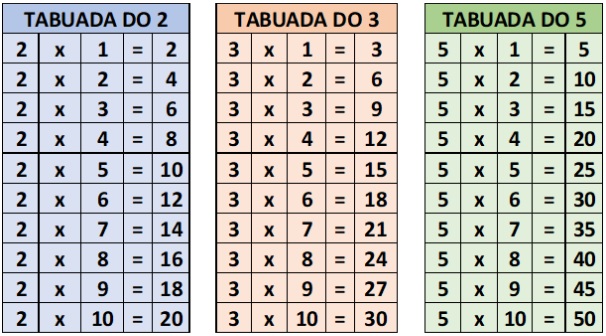 TABUADA DO 2
2 x 1 = 2
2 x 2 = 4
2 x 3 = 6
2 x 4 = 8
2 x 5 = 10
2 x 6 = 12
2 x 7 = 14
2 x 8 = 16
2 x 9 = 18
2 x 10 = 20
TABUADA DO 3
3 x 1 = 3
3 x 2 = 6
3 x 3 = 9
3 x 4 = 12
3 x 5 = 15
3 x 6 = 18
3 x 7 = 21
3 x 8 = 24
3 x 9 = 27
3 x 10 = 30
TABUADA DO 5
5 x 1 = 5
5 x 2 = 10
5 x 3 = 15
5 x 4 = 20
5 x 5 = 25
5 x 6 = 30
5 x 7 = 35
5 x 8 = 40
5 x 9 = 45
5 x 10 = 50